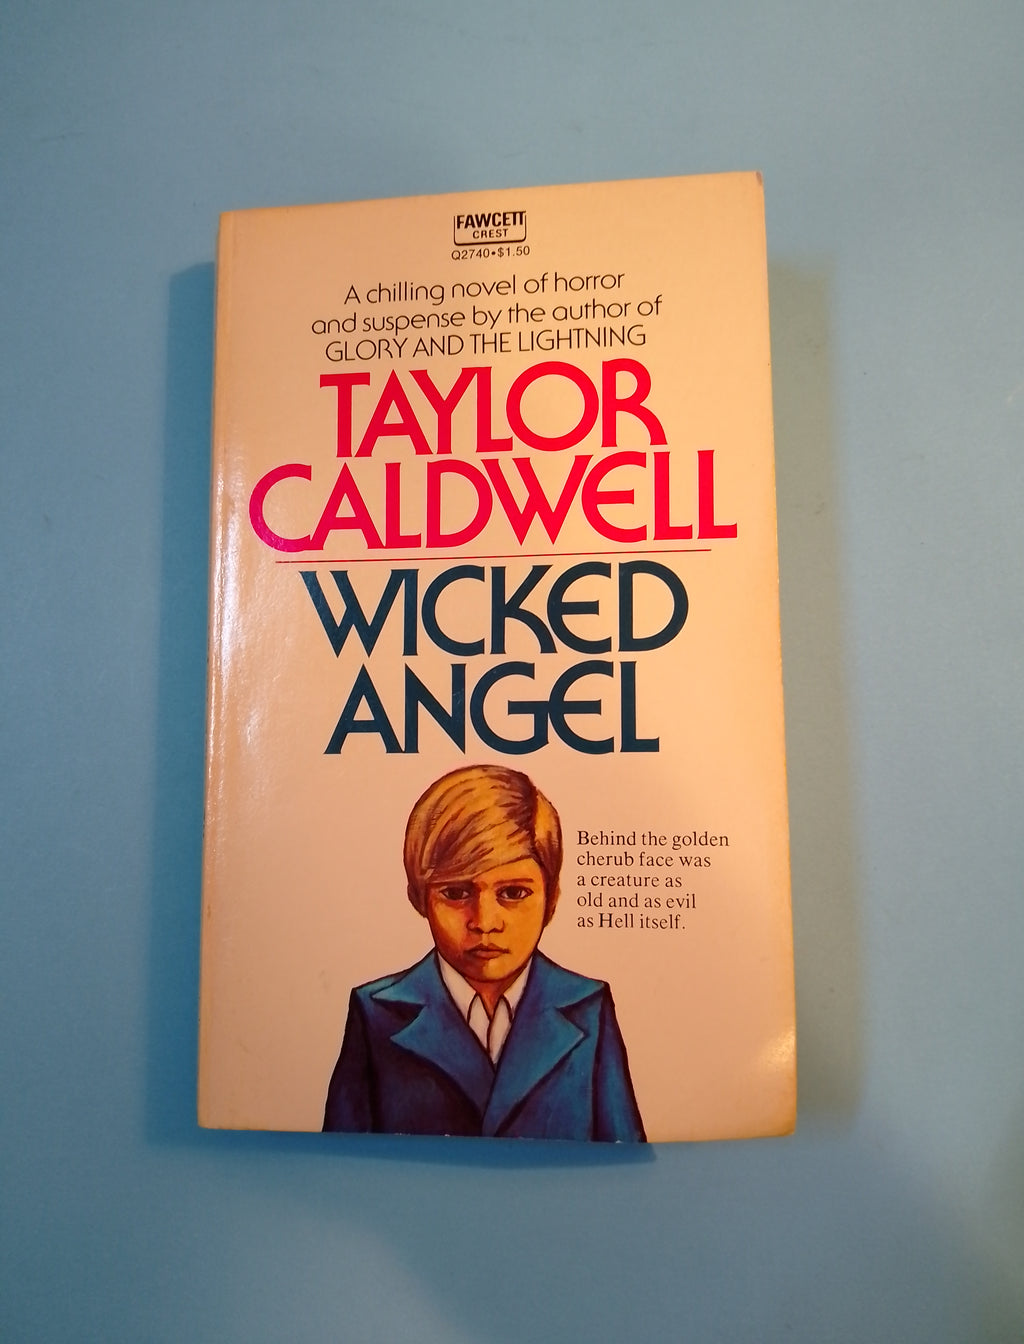 FAWCETT
CREST
Q2740•$1.50
A chilling novel of horror
and suspense by the author of
GLORY AND THE LIGHTNING
TAYLOR
CALDWELL
WICKED
ANGEL
Behind the golden
cherub face was
a creature as
old and as evil
as Hell itself.